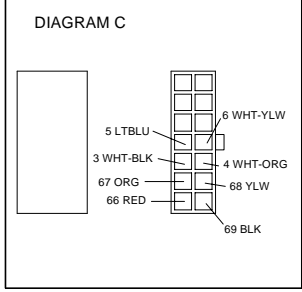 DIAGRAM C
6 WHT-YLW
5 LTBLU
3 WHT-BLK
4 WHT-ORG
67 ORG
68 YLW
66 RED
69 BLK